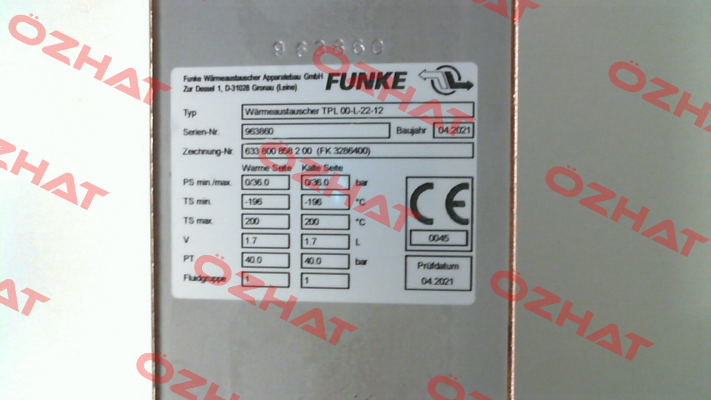 963860
Funke Wärmeaustauscher Apparatebau GmbH
Zur Dessel 1, D-31028 Gronau (Leine)
FUNKE
Typ Wärmeaustauscher TPL 00-L-22-12
Serien-Nr. 963860 Baujahr 04.2021
Zeichnung-Nr. 633 800 858 2 00 (FK 3286400)
Warme Seite Kalte Seite
PS min./max. 0/36.0 0/36.0 bar
TS min. -196 -196 °C
TS max. 200 200 °C
V 1.7 1.7 L
PT 40.0 40.0 bar
Fluidgruppe 1 1
CE
0045
Prüfdatum
04.2021
ÖZHAT
ÖZHAT
ÖZHAT
ÖZHAT
ÖZHAT
ÖZHAT
ÖZHAT
ÖZHAT
ÖZHAT
ÖZHAT